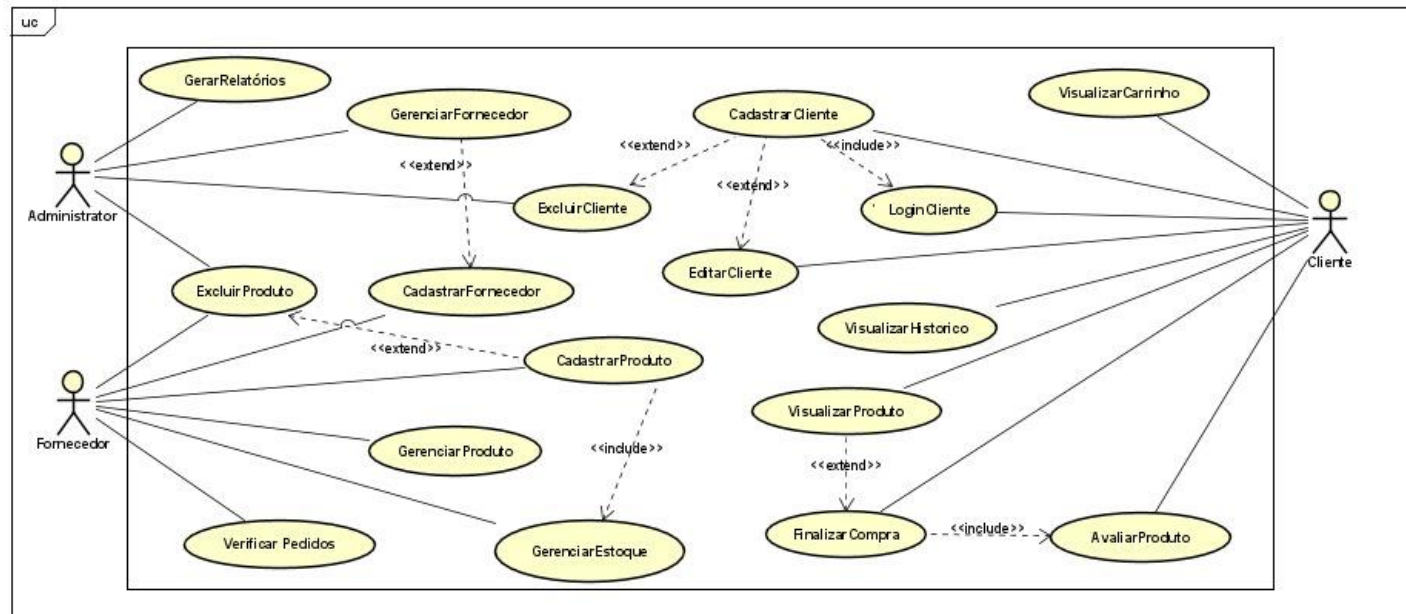 uc
GerarRelatórios
GerenciarFornecedor
CadastrarCliente
VisualizarCarrinho
<<extend>>
<<extend>>
<<include>>
<<extend>>
Administrator
ExcluirCliente
LoginCliente
Cliente
EditarCliente
ExcluirProduto
CadastrarFornecedor
VisualizarHistorico
<<extend>>
CadastrarProduto
VisualizarProduto
Fornecedor
GerenciarProduto
<<include>>
<<extend>>
Verificar Pedidos
GerenciarEstoque
FinalizarCompra
<<include>>
AvaliarProduto